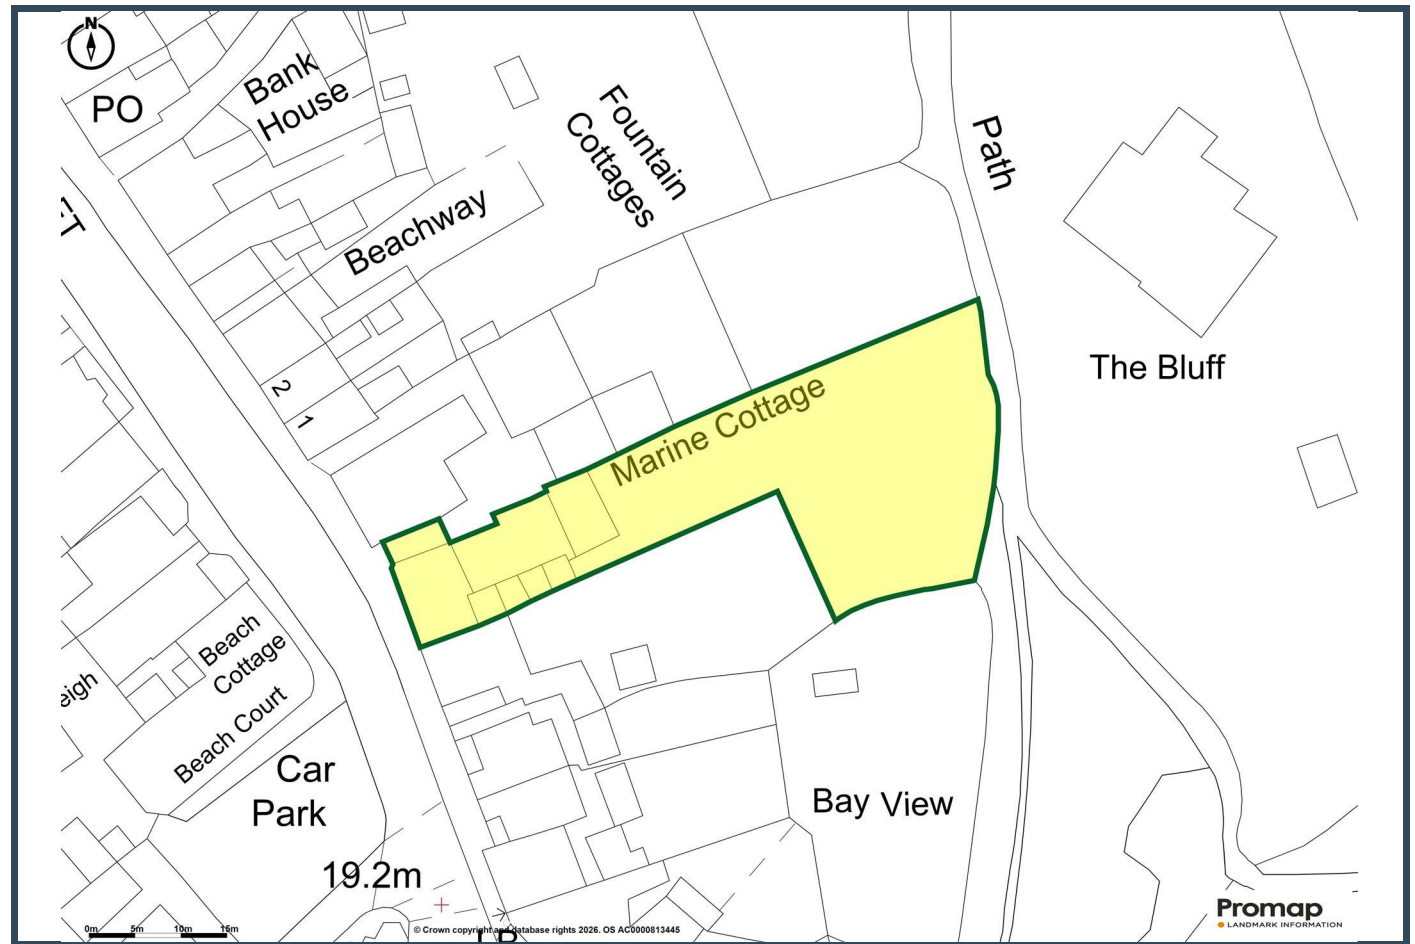 N
PO
Bank
House
Fountain
Cottages
Path
Beachway
The Bluff
2
1
Marine Cottage
Beach
Cottage
eigh
Beach Court
Car
Park
Bay View
19.2m
Promap
LANDMARK INFORMATION
0m 5m 10m 15m
© Crown copyright and database rights 2026. OS AC0000813445